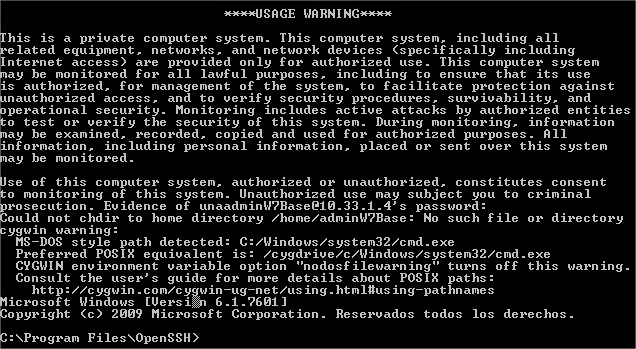 ****USAGE WARNING****
This is a private computer system. This computer system, including all
related equipment, networks, and network devices (specifically including
Internet access) are provided only for authorized use. This computer system
may be monitored for all lawful purposes, including to ensure that its use
is authorized, for management of the system, to facilitate protection against
unauthorized access, and to verify security procedures, survivability, and
operational security. Monitoring includes active attacks by authorized entities
to test or verify the security of this system. During monitoring, information
may be examined, recorded, copied and used for authorized purposes. All
information, including personal information, placed or sent over this system
may be monitored.
Use of this computer system, authorized or unauthorized, constitutes consent
to monitoring of this system. Unauthorized use may subject you to criminal
prosecution. Evidence of unaadminW7Base@10.33.1.4's password:
Could not chdir to home directory /home/adminW7Base: No such file or directory
cygwin warning:
MS-DOS style path detected: C:/Windows/system32/cmd.exe
Preferred POSIX equivalent is: /cygdrive/c/Windows/system32/cmd.exe
CYGWIN environment variable option "nodosfilewarning" turns off this warning.
Consult the user's guide for more details about POSIX paths:
http://cygwin.com/cygwin-ug-net/using.html#using-pathnames
Microsoft Windows [Versión 6.1.7601]
Copyright (c) 2009 Microsoft Corporation. Reservados todos los derechos.
C:\Program Files\OpenSSH>